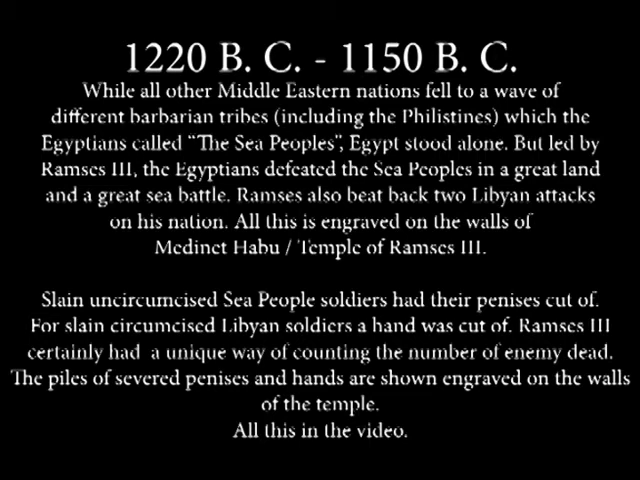 1220 B. C. - 1150 B. C.
While all other Middle Eastern nations fell to a wave of
different barbarian tribes (including the Philistines) which the
Egyptians called "The Sea Peoples", Egypt stood alone. But led by
Ramses III, the Egyptians defeated the Sea Peoples in a great land
and a great sea battle. Ramses also beat back two Libyan attacks
on his nation. All this is engraved on the walls of
Medinet Habu / Temple of Ramses III.
Slain uncircumcised Sea People soldiers had their penises cut of.
For slain circumcised Libyan soldiers a hand was cut of. Ramses III
certainly had a unique way of counting the number of enemy dead.
The piles of severed penises and hands are shown engraved on the walls
of the temple.
All this in the video.